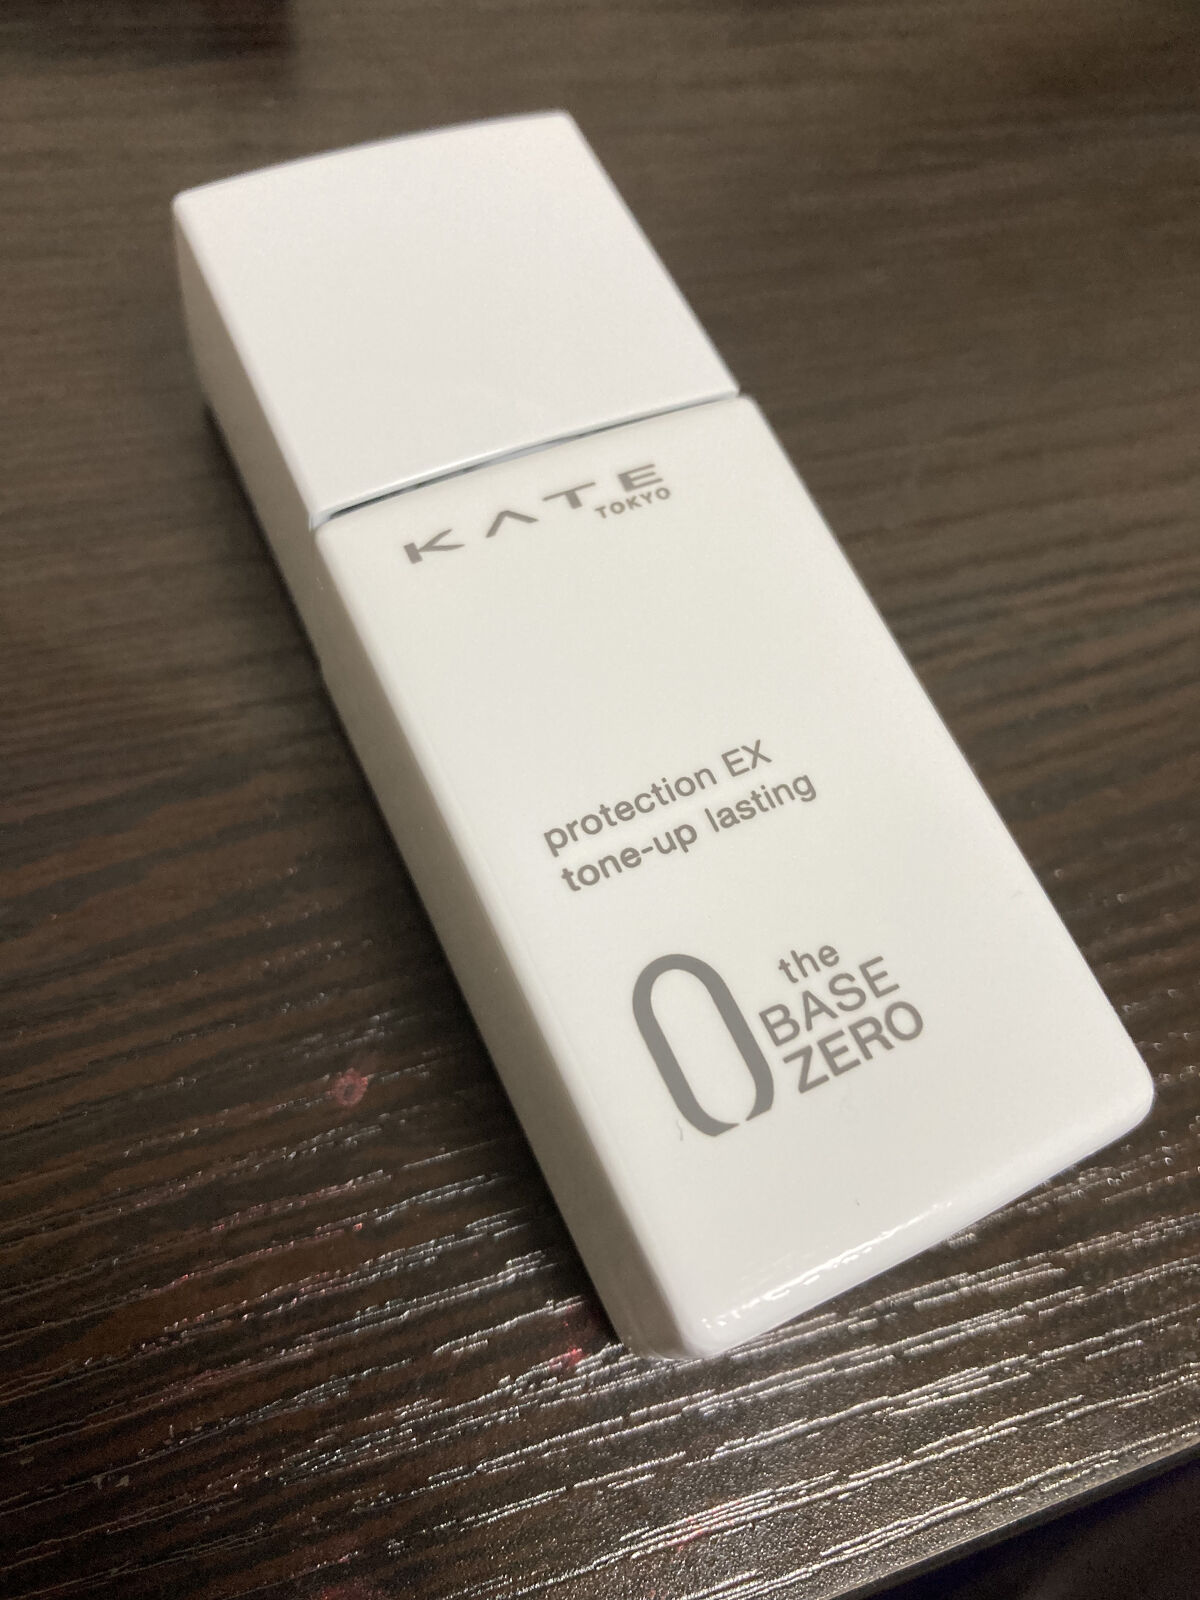 KATE
TOKYO
protection EX
tone-up lasting
0
the
BASE
ZERO